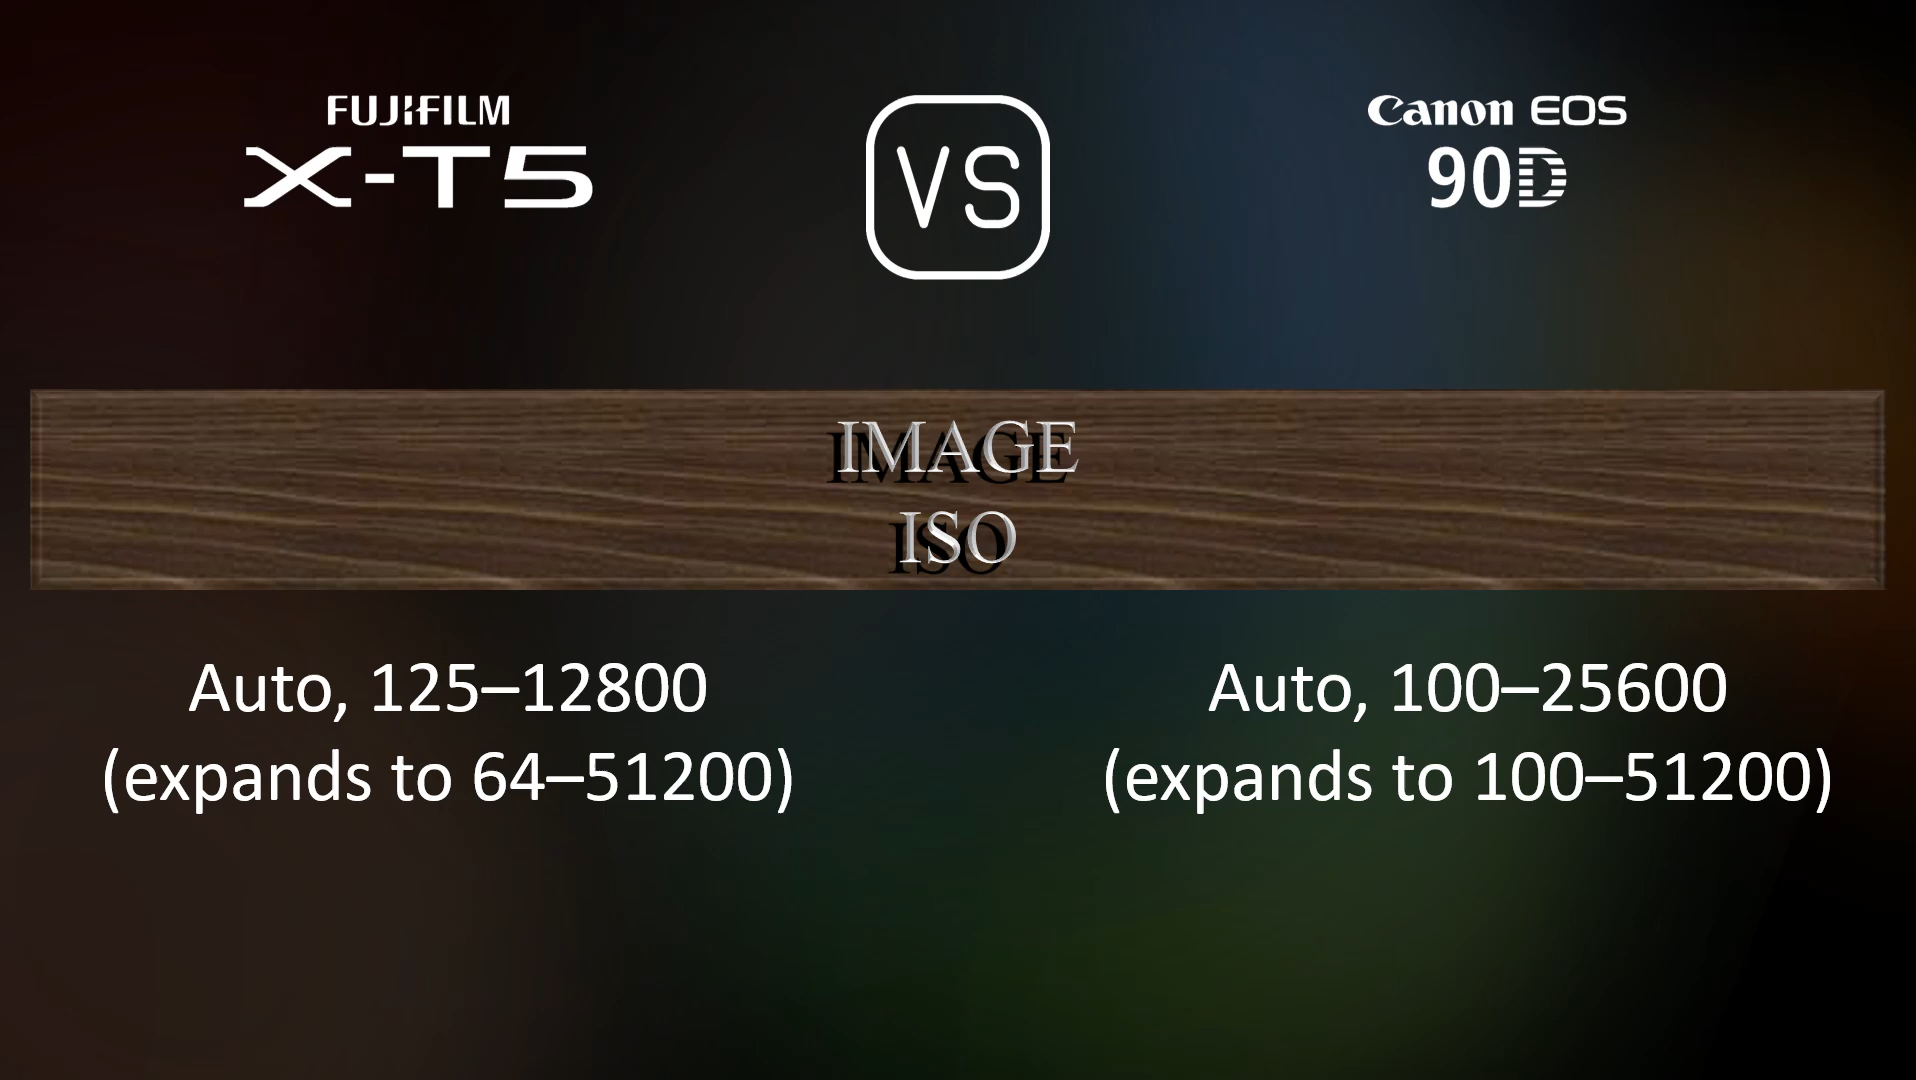 FUJIFILM
X-T5
VS
Canon EOS
90D
IMAGE
ISO
Auto, 125–12800
(expands to 64–51200)
Auto, 100–25600
(expands to 100–51200)